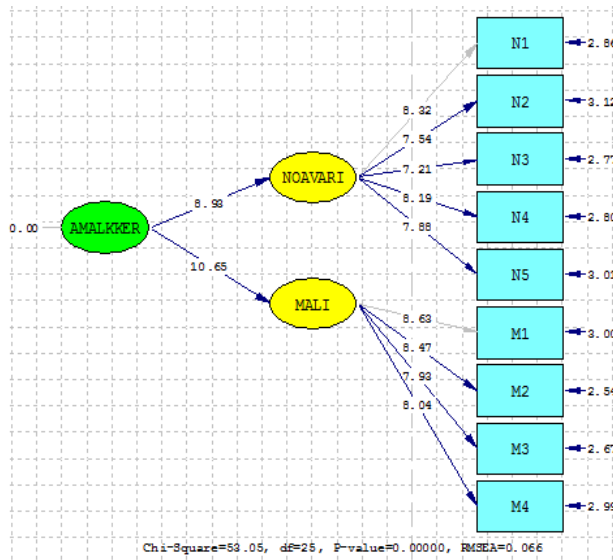 N1
2.86
N2
3.12
N3
2.77
N4
2.80
N5
3.01
M1
3.00
M2
2.54
M3
2.67
M4
2.99
8.32
7.54
7.21
8.19
7.88
8.63
8.47
7.93
8.04
NOAVARI
MALI
8.93
10.65
0.00
AMALKKER
Chi-Square=53.05, df=25, P-value=0.00000, RMSEA=0.066